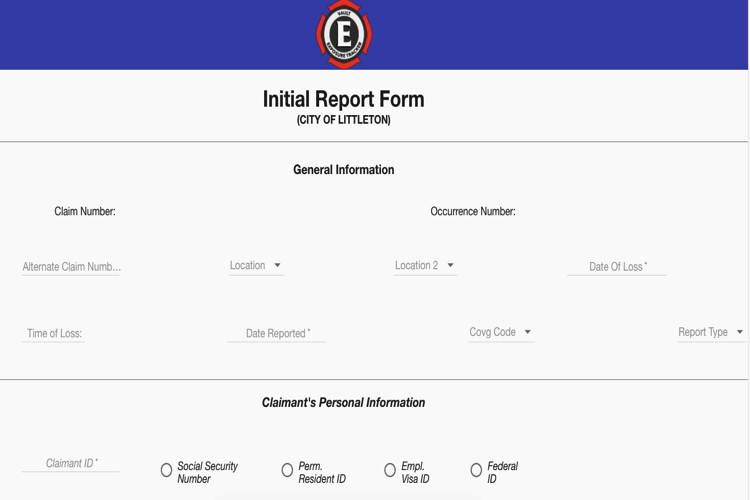 VAULT
E
EXPOSURE TRACKER
Initial Report Form
(CITY OF LITTLETON)
General Information
Claim Number: Occurrence Number:
Alternate Claim Numb... Location Location 2 Date Of Loss *
Time of Loss: Date Reported * Covg Code Report Type
Claimant's Personal Information
Claimant ID * Social Security Perm. Empl. Federal
Number Resident ID Visa ID ID